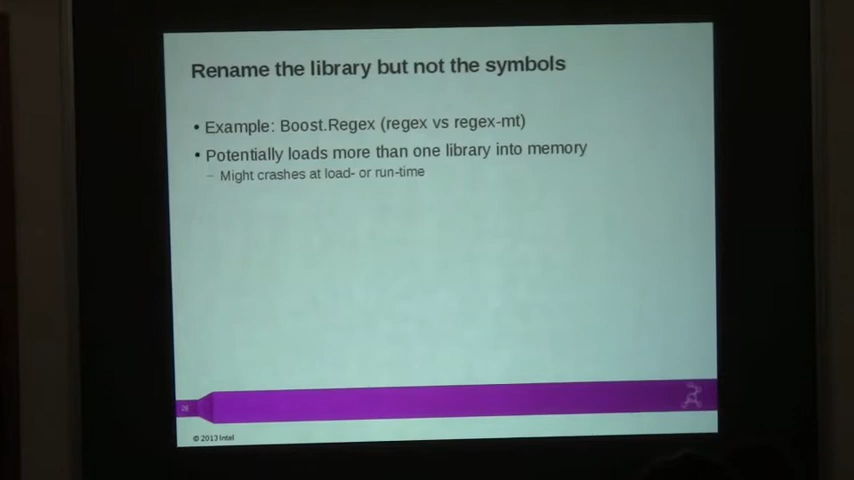 Rename the library but not the symbols
• Example: Boost.Regex (regex vs regex-mt)
• Potentially loads more than one library into memory
– Might crashes at load- or run-time
26
© 2013 Intel